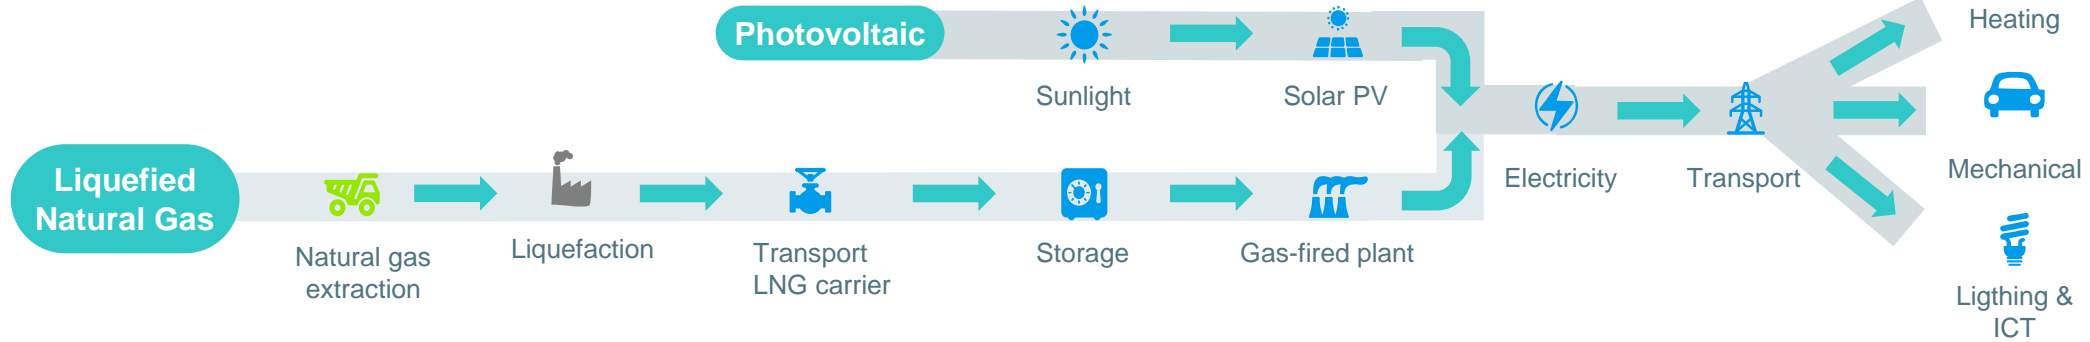 Photovoltaic
Sunlight
Solar PV
Liquefied
Natural Gas
Natural gas
extraction
Liquefaction
Transport
LNG carrier
Storage
Gas-fired plant
Electricity
Transport
Heating
Mechanical
Ligthing &
ICT